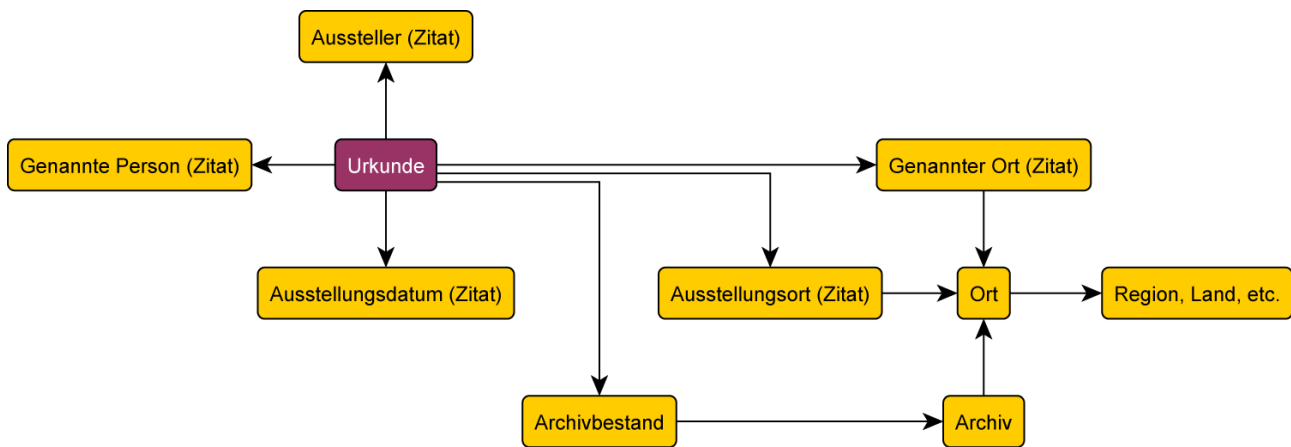 Aussteller (Zitat)
Genannte Person (Zitat)
Urkunde
Genannter Ort (Zitat)
Ausstellungsdatum (Zitat)
Ausstellungsort (Zitat)
Ort
Region, Land, etc.
Archivbestand
Archiv